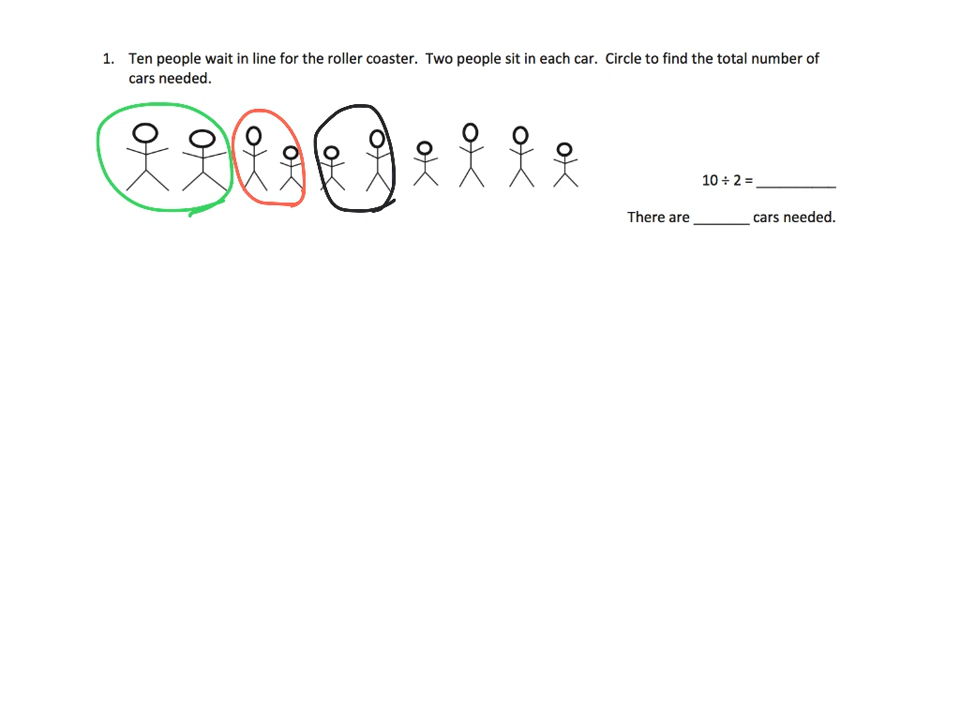 1. Ten people wait in line for the roller coaster. Two people sit in each car. Circle to find the total number of
cars needed.
10 ÷ 2 = __________
There are _______ cars needed.